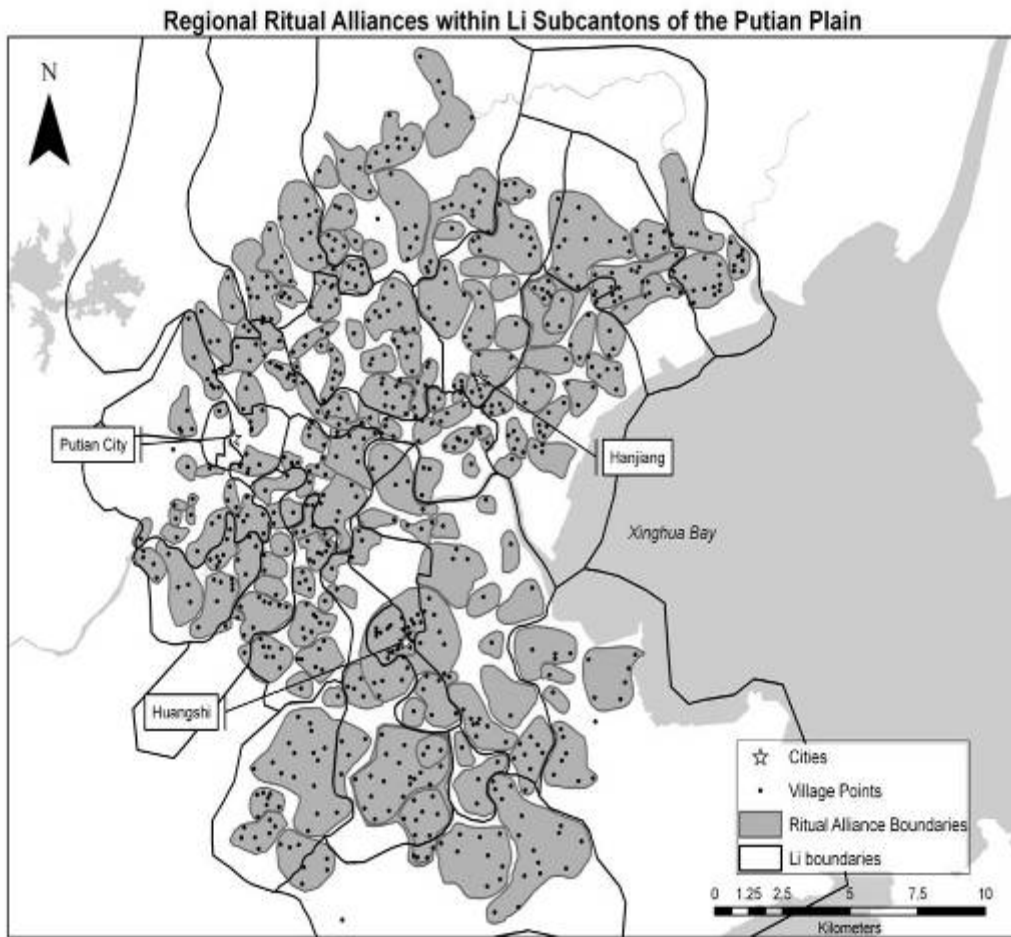 Regional Ritual Alliances within Li Subcantons of the Putian Plain
N
Putian City
Hanjiang
Xinghua Bay
Huangshi
Cities
Village Points
Ritual Alliance Boundaries
Li boundaries
0 1.25 2.5 5 7.5 10
Kilometers